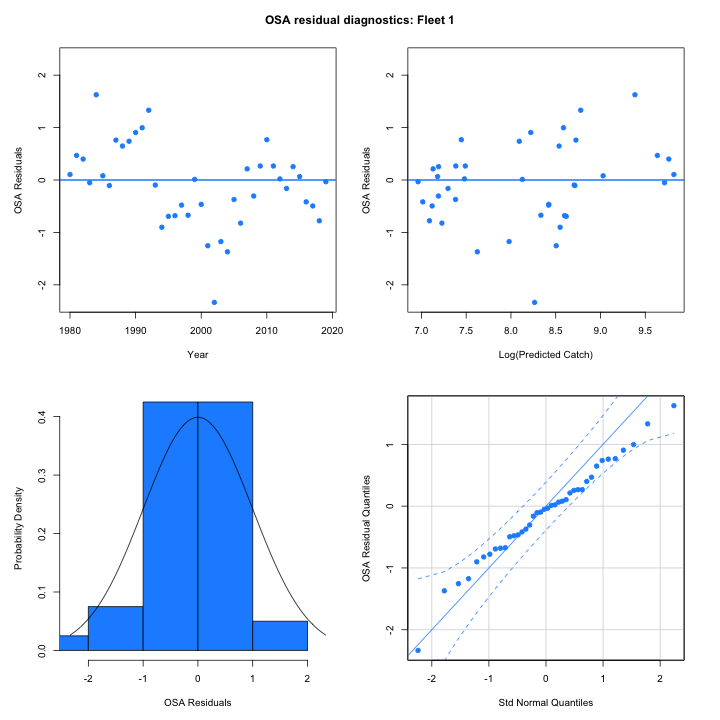 OSA residual diagnostics: Fleet 1
OSA Residuals
2
1
0
-1
-2
1980 1990 2000 2010 2020
Year
OSA Residuals
2
1
0
-1
-2
7.0 7.5 8.0 8.5 9.0 9.5
Log(Predicted Catch)
Probability Density
0.4
0.3
0.2
0.1
0.0
-2 -1 0 1 2
OSA Residuals
OSA Residual Quantiles
1
0
-1
-2
-2 -1 0 1 2
Std Normal Quantiles